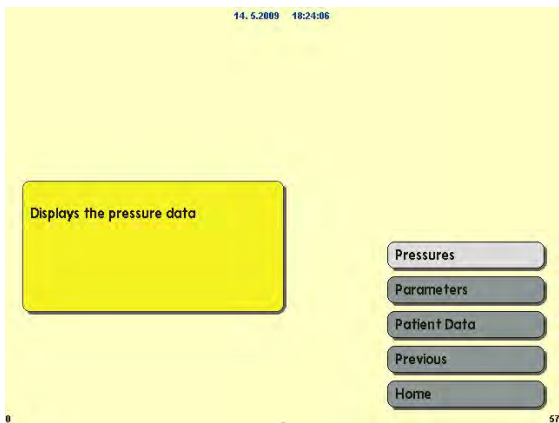 14. 5.2009 18:24:06
Displays the pressure data
Pressures
Parameters
Patient Data
Previous
Home
0
57